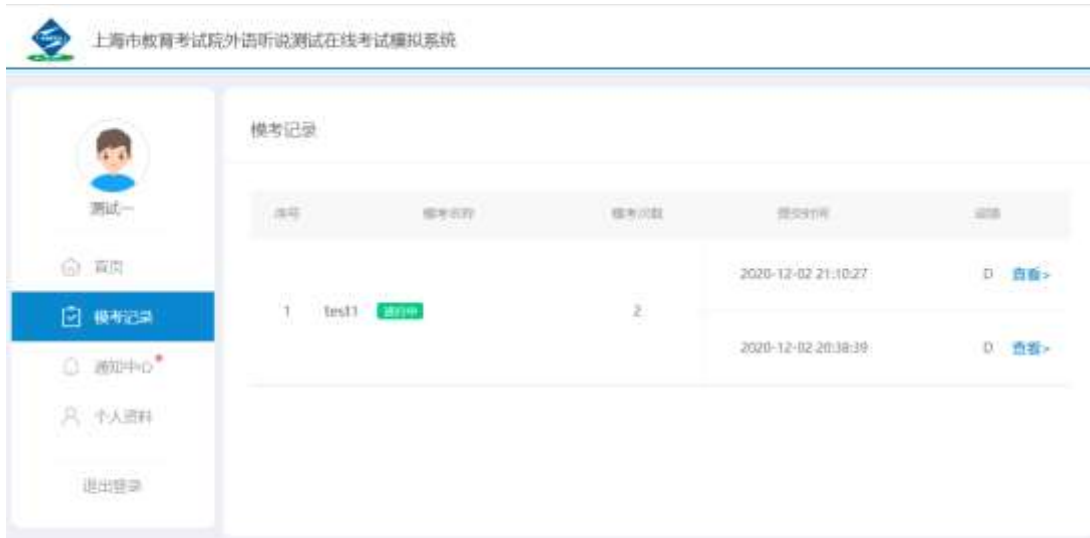 上海市教育考试院外语听说测试在线考试模拟系统
测试一
首页
模考记录
通知中心
个人资料
退出登录
模考记录
序号 模考名称 模考次数 提交时间 成绩
1 test1 进行中 2
2020-12-02 21:10:27 D 查看>
2020-12-02 20:38:39 D 查看>